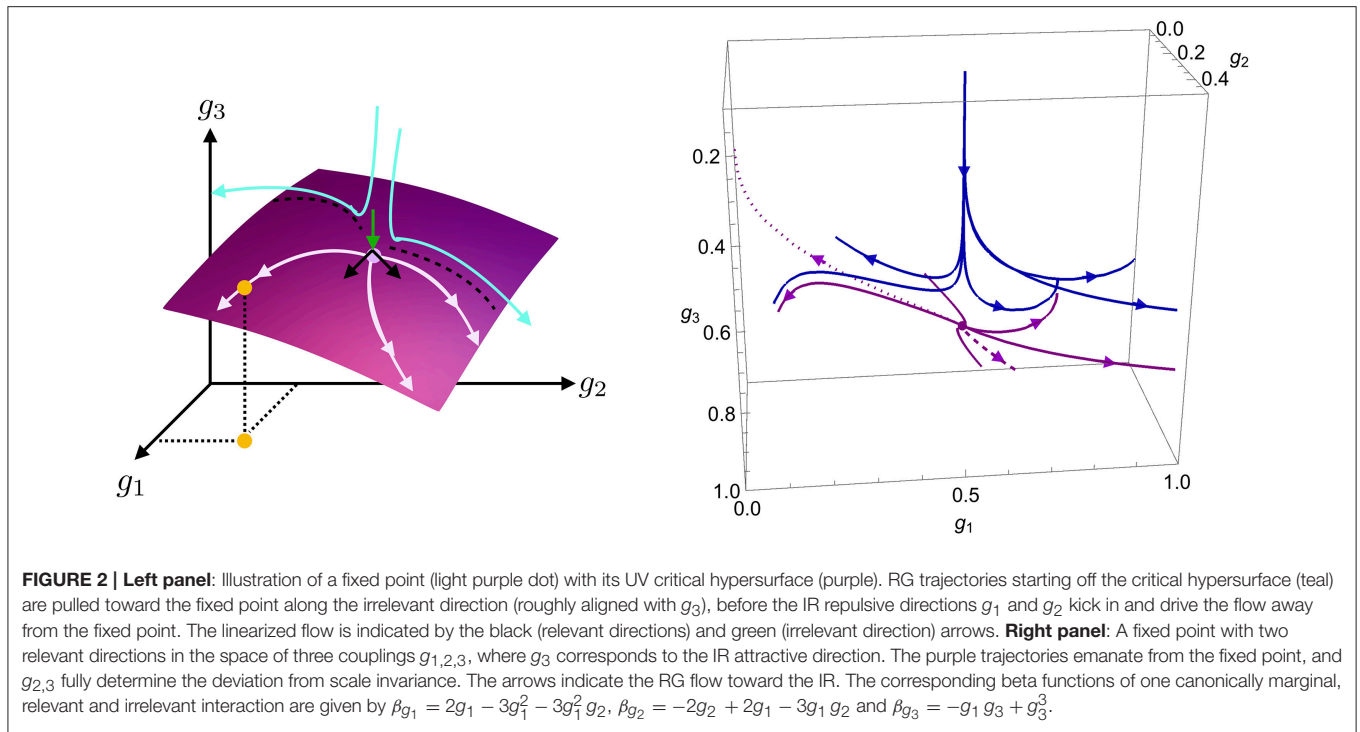 g₃
g₂
g₁
0.0
0.2
0.4
g₂
0.2
0.4
g₃
0.6
0.8
1.0
0.0
0.5
1.0
g₁
FIGURE 2 | Left panel: Illustration of a fixed point (light purple dot) with its UV critical hypersurface (purple). RG trajectories starting off the critical hypersurface (teal)
are pulled toward the fixed point along the irrelevant direction (roughly aligned with g₃), before the IR repulsive directions g₁ and g₂ kick in and drive the flow away
from the fixed point. The linearized flow is indicated by the black (relevant directions) and green (irrelevant direction) arrows. Right panel: A fixed point with two
relevant directions in the space of three couplings g₁,₂,₃, where g₃ corresponds to the IR attractive direction. The purple trajectories emanate from the fixed point, and
g₂,₃ fully determine the deviation from scale invariance. The arrows indicate the RG flow toward the IR. The corresponding beta functions of one canonically marginal,
relevant and irrelevant interaction are given by β_g₁ = 2g₁ − 3g₁² − 3g₁² g₂, β_g₂ = −2g₂ + 2g₁ − 3g₁ g₂ and β_g₃ = −g₁ g₃ + g₃³.